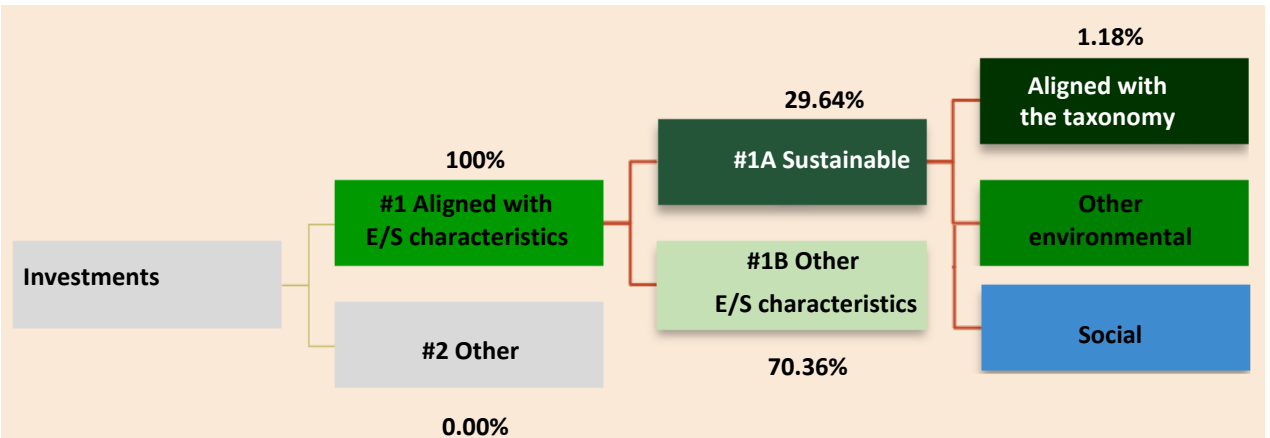 1.18%
Aligned with
the taxonomy
29.64%
#1A Sustainable
100%
#1 Aligned with
E/S characteristics
Other
environmental
Investments
#1B Other
E/S characteristics
#2 Other
Social
70.36%
0.00%